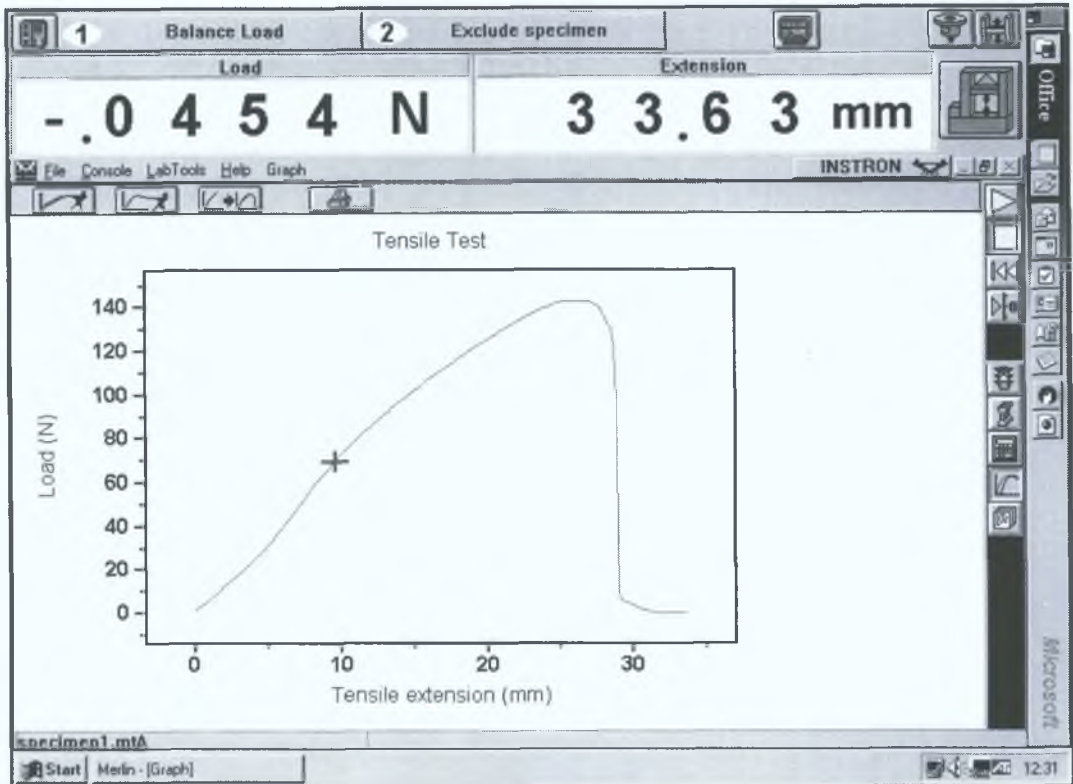 1 Balance Load 2 Exclude specimen
Load Extension
-.0454 N 33.63 mm
Office
File Console LabTools Help Graph INSTRON
Tensile Test
140
120
100
80
60
40
20
0
Load (N)
0 10 20 30
Tensile extension (mm)
Microsoft
specimen1.mtA
Start Merlin - [Graph] 12:31